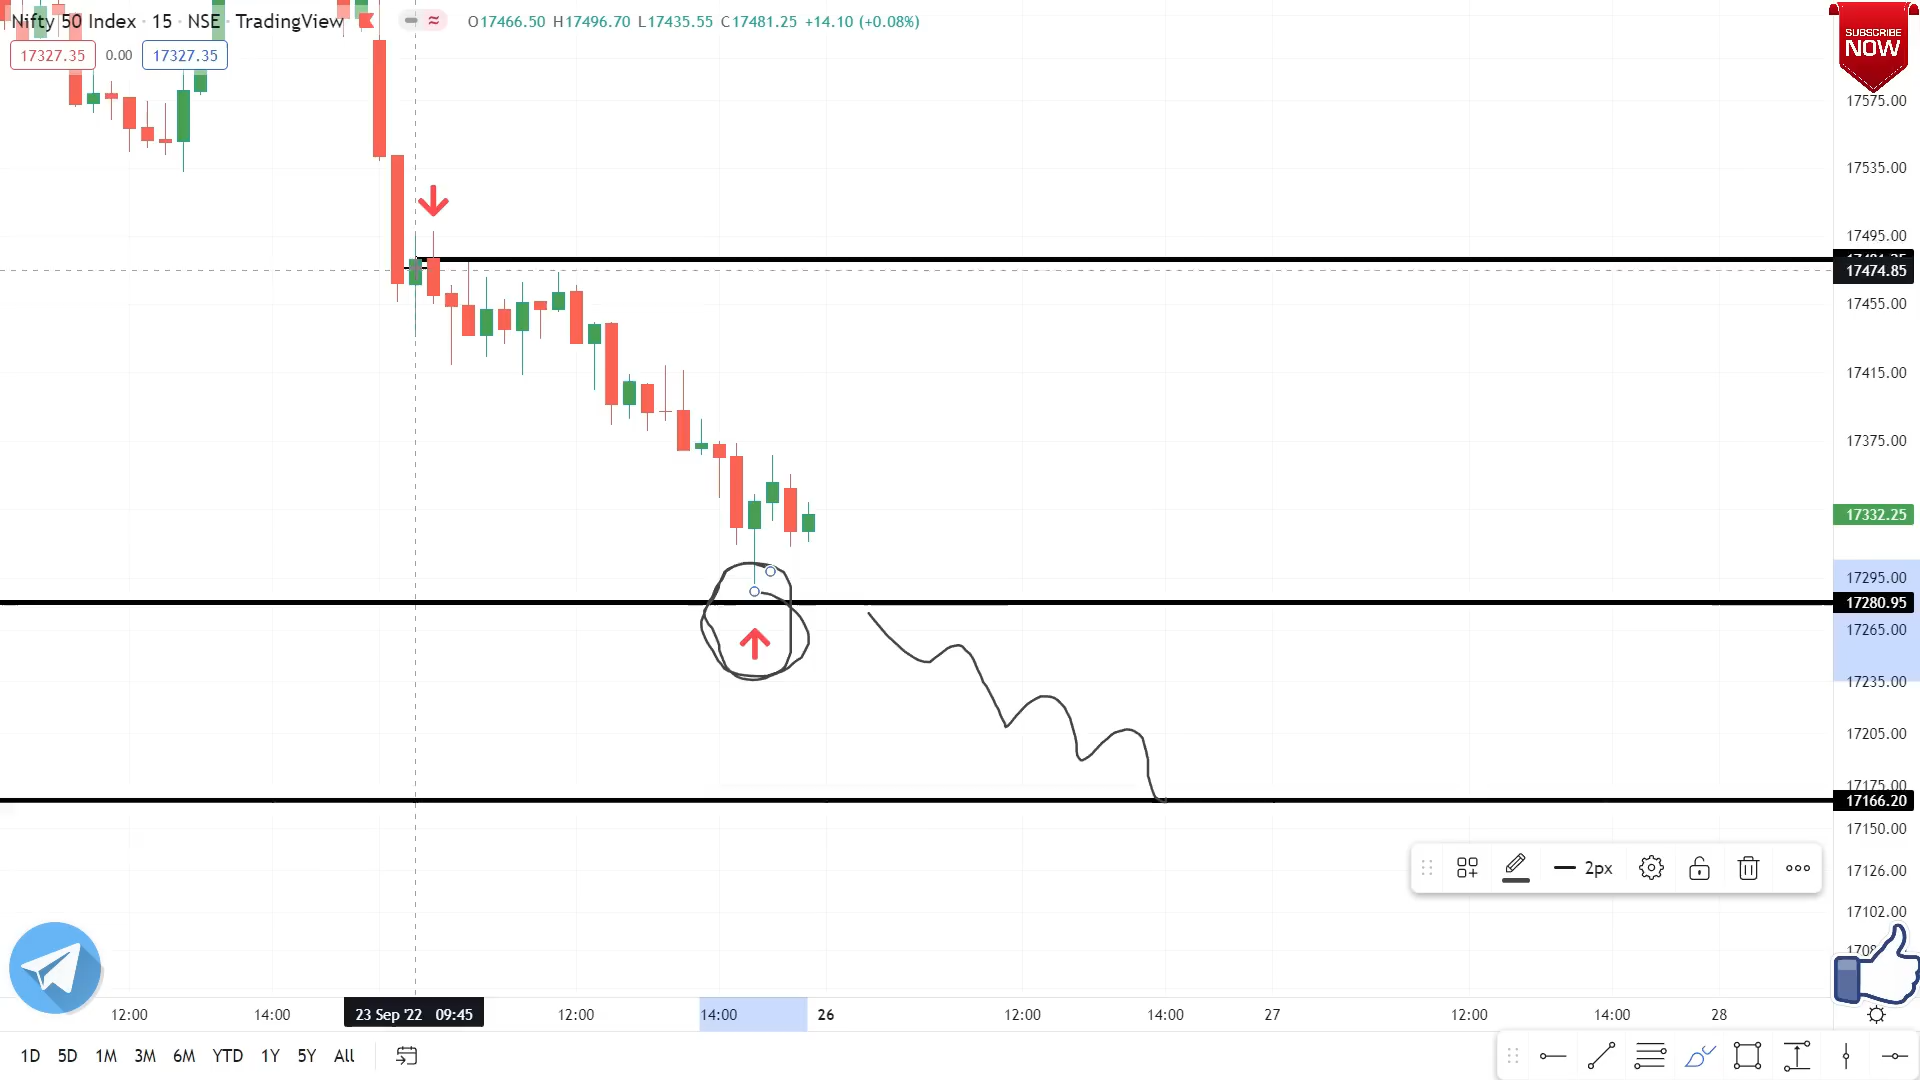 Nifty 50 Index · 15 · NSE · TradingView
O17466.50 H17496.70 L17435.55 C17481.25 +14.10 (+0.08%)
17327.35 0.00 17327.35
SUBSCRIBE
NOW
17575.00
17535.00
17495.00
17474.85
17455.00
17415.00
17375.00
17332.25
17295.00
17280.95
17265.00
17235.00
17205.00
17175.00
17166.20
17150.00
2px
17126.00
17102.00
12:00 14:00 23 Sep '22 09:45 12:00 14:00 26 12:00 14:00 27 12:00 14:00 28
1D 5D 1M 3M 6M YTD 1Y 5Y All